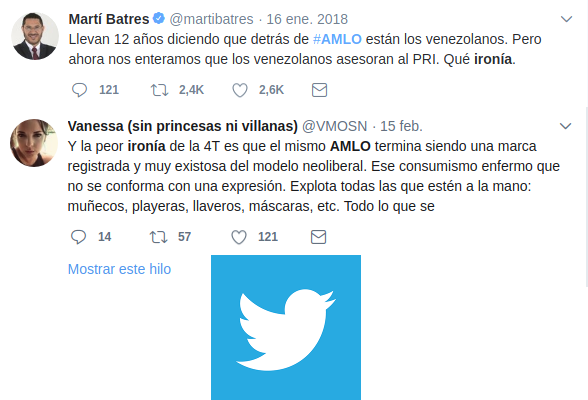 Martí Batres @martibatres · 16 ene. 2018
Llevan 12 años diciendo que detrás de #AMLO están los venezolanos. Pero
ahora nos enteramos que los venezolanos asesoran al PRI. Qué ironía.
121 2,4K 2,6K
Vanessa (sin princesas ni villanas) @VMOSN · 15 feb.
Y la peor ironía de la 4T es que el mismo AMLO termina siendo una marca
registrada y muy existosa del modelo neoliberal. Ese consumismo enfermo que
no se conforma con una expresión. Explota todas las que estén a la mano:
muñecos, playeras, llaveros, máscaras, etc. Todo lo que se
14 57 121
Mostrar este hilo